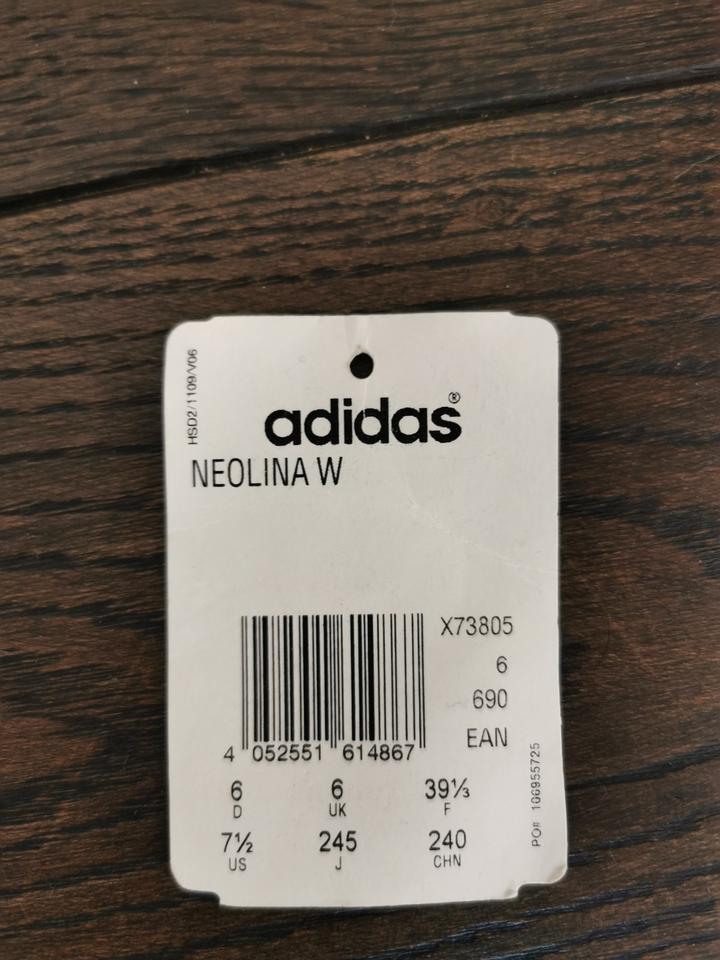 HSD2/1109/V06
adidas®
NEOLINA W
X73805
6
690
EAN
4 052551 614867
6 6 39⅓
D UK F
7½ 245 240
US J CHN
PO# 106955725